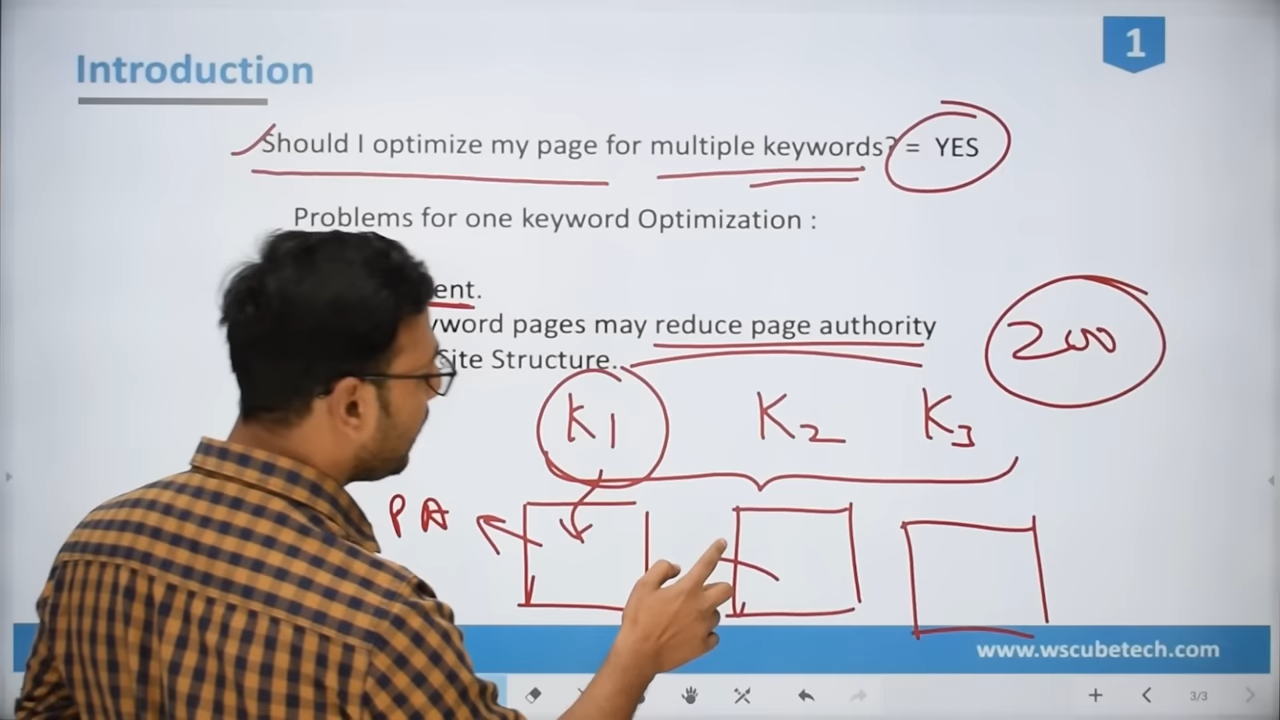 Introduction
1
Should I optimize my page for multiple keywords? = YES
Problems for one keyword Optimization :
ent.
yword pages may reduce page authority
Site Structure..
200
K1 K2 K3
PA
www.wscubetech.com
3/3